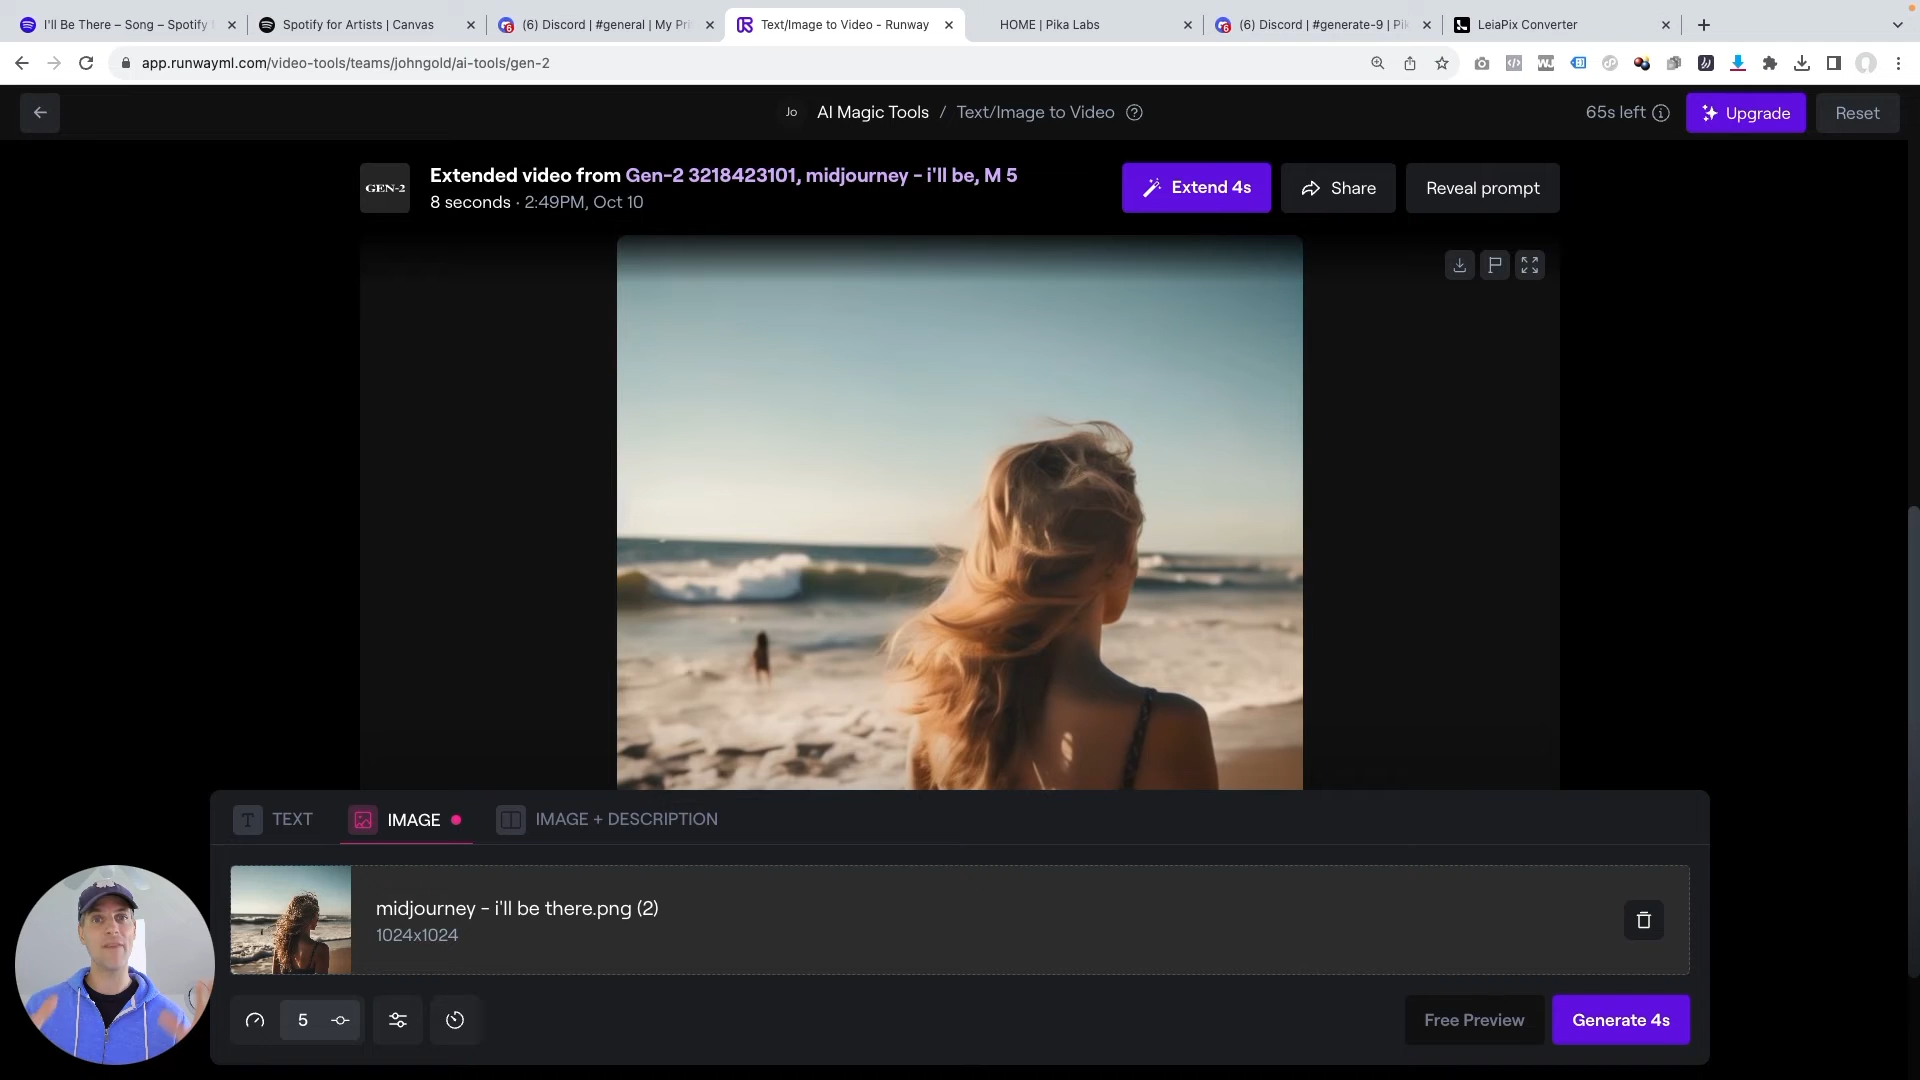 I'll Be There – Song – Spotify
Spotify for Artists | Canvas
(6) Discord | #general | My Pri
Text/Image to Video - Runway
HOME | Pika Labs
(6) Discord | #generate-9 | Pik
LeiaPix Converter
app.runwayml.com/video-tools/teams/johngold/ai-tools/gen-2
Jo AI Magic Tools / Text/Image to Video
65s left
Upgrade
Reset
GEN-2
Extended video from Gen-2 3218423101, midjourney - i'll be, M 5
8 seconds · 2:49PM, Oct 10
Extend 4s
Share
Reveal prompt
TEXT
IMAGE
IMAGE + DESCRIPTION
midjourney - i'll be there.png (2)
1024x1024
5
Free Preview
Generate 4s